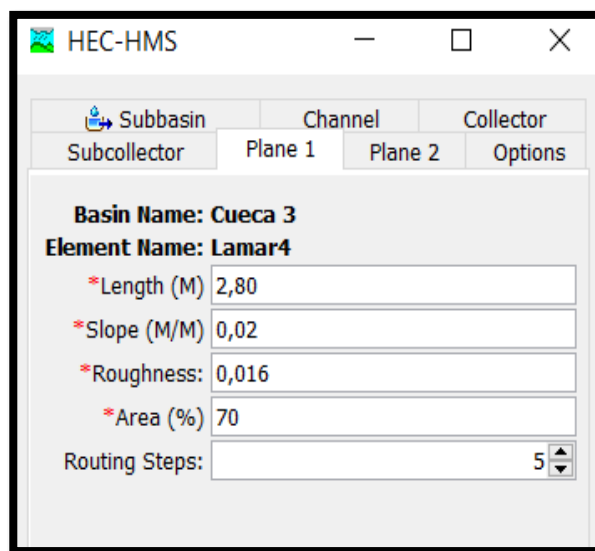 HEC-HMS
Subbasin Channel Collector
Subcollector Plane 1 Plane 2 Options
Basin Name: Cueca 3
Element Name: Lamar4
*Length (M) 2,80
*Slope (M/M) 0,02
*Roughness: 0,016
*Area (%) 70
Routing Steps: 5